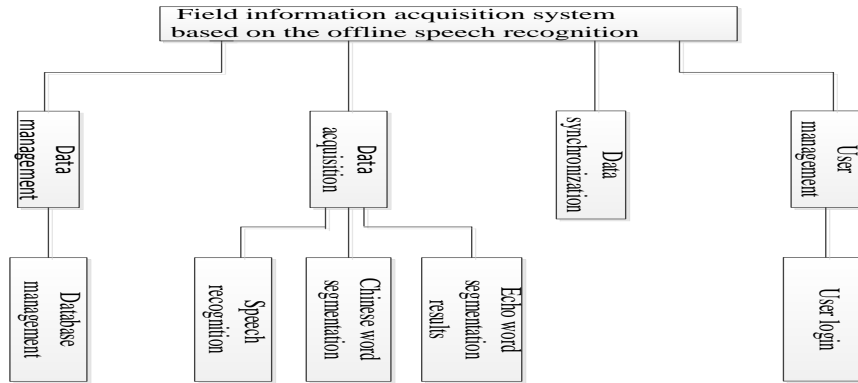 Field information acquisition system
based on the offline speech recognition
Data
management
Data
acquisition
Data
synchronization
User
management
Database
management
Speech
recognition
Chinese word
segmentation
Echo word
segmentation
results
User login